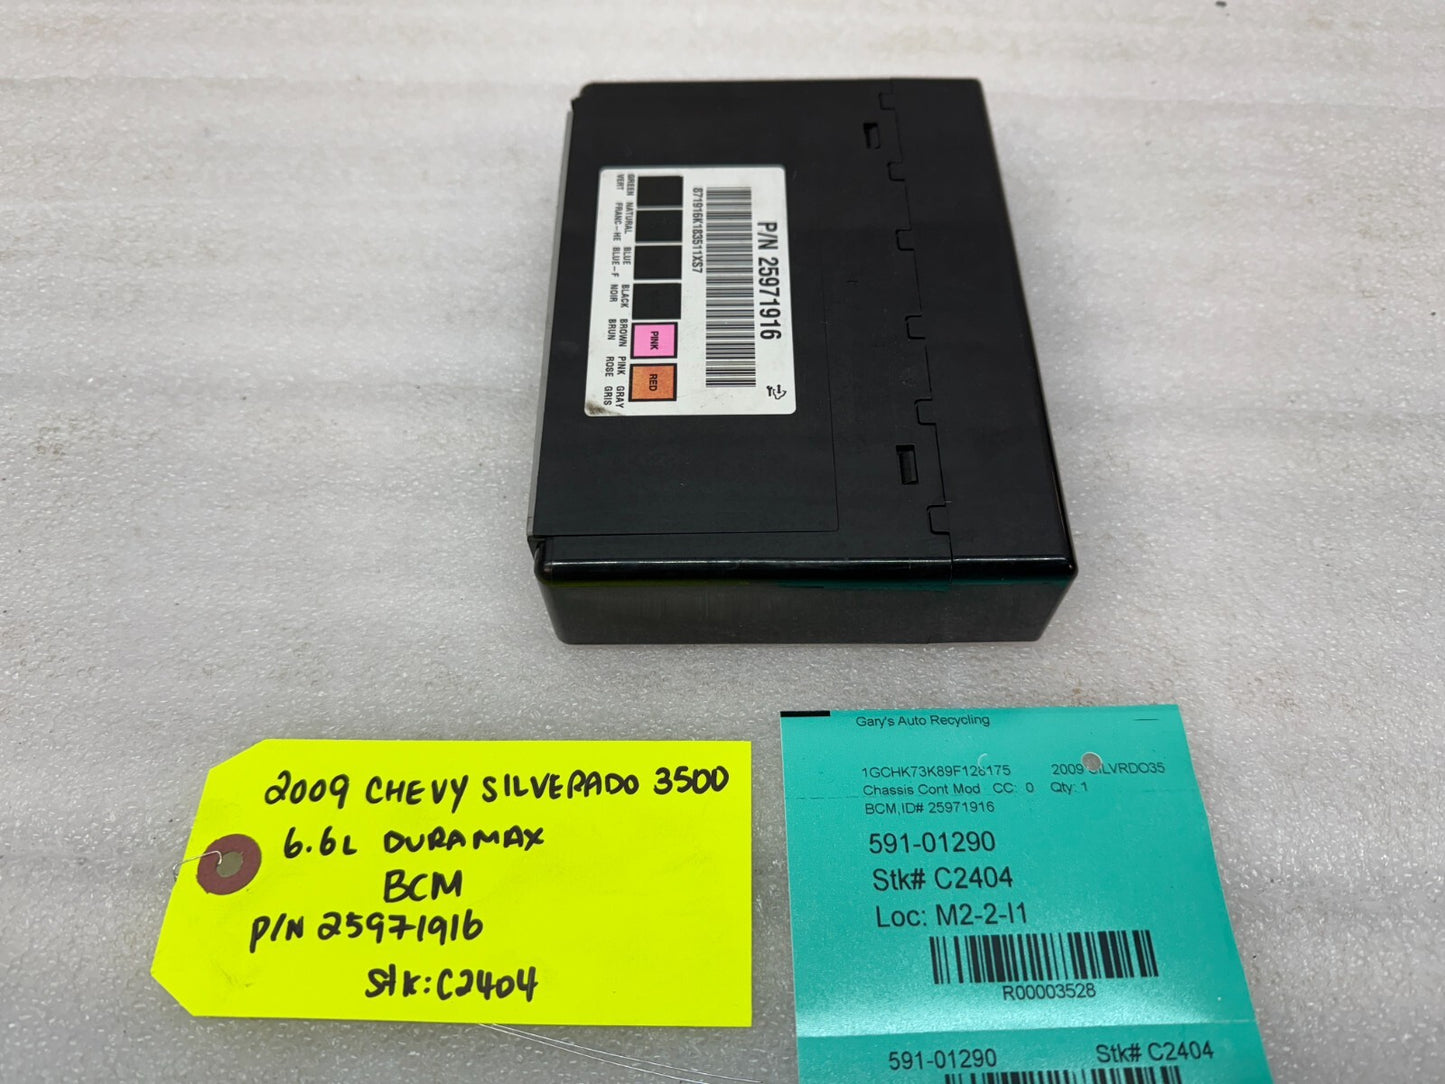 P/N 25971916
871916K183511XS7
PINK
RED
GREEN NATURAL BLUE BLACK BROWN PINK GRAY
VERT FRANC-HE BLUE-F NOIR BRUN ROSE GRIS
2009 CHEVY SILVERADO 3500
6.6L DURAMAX
BCM
P/N 25971916
Stk: C2404
Gary's Auto Recycling
1GCHK73K89F128175 2009 SILVRDO35
Chassis Cont Mod CC: 0 Qty: 1
BCM,ID# 25971916
591-01290
Stk# C2404
Loc: M2-2-I1
R00003528
591-01290 Stk# C2404